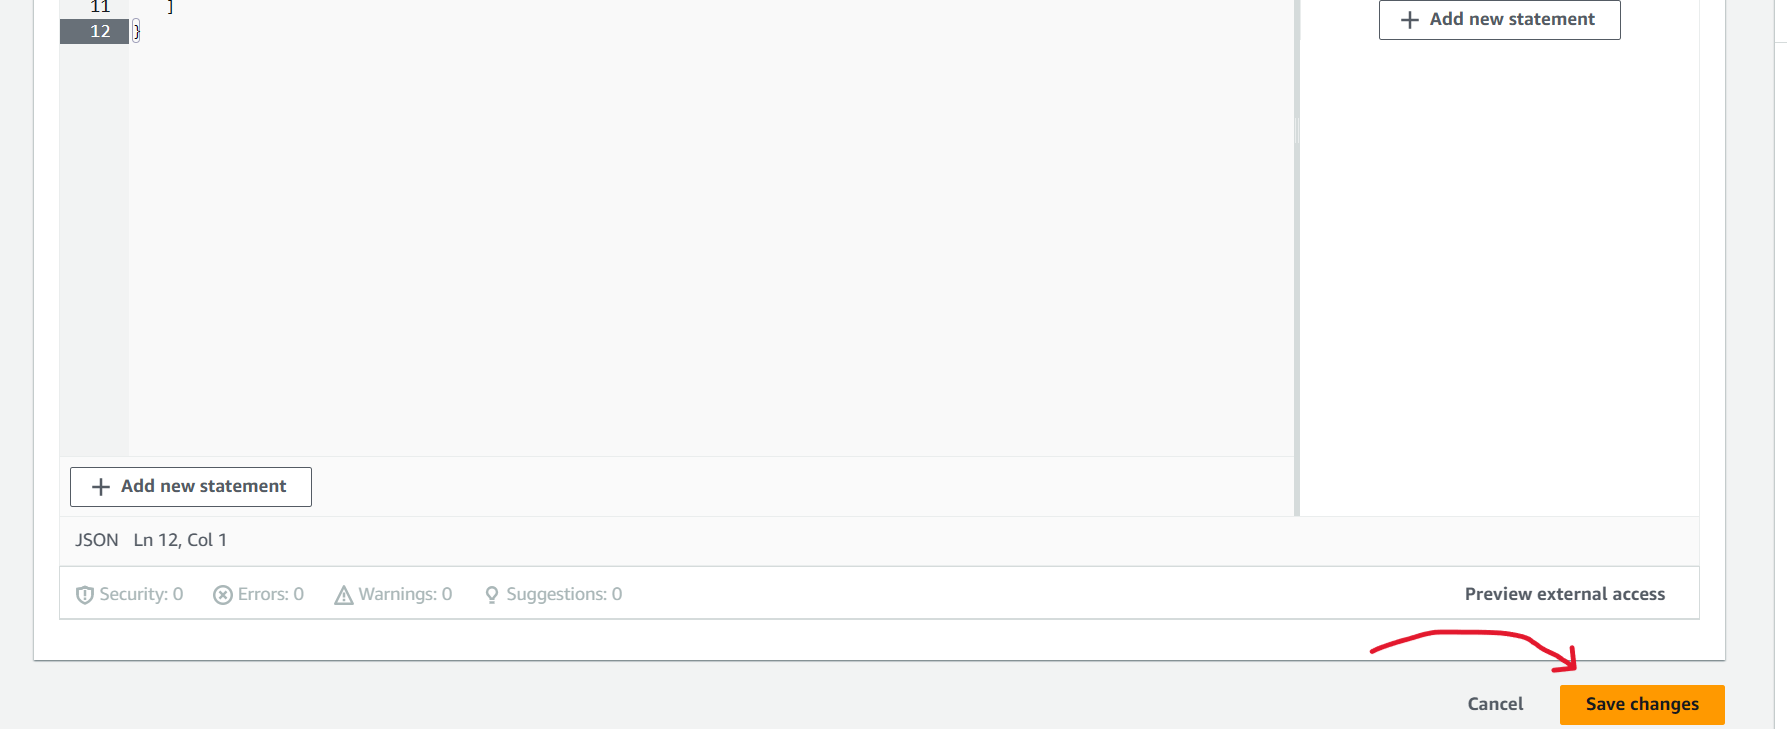 11 ]
Add new statement
12 }
Add new statement
JSON Ln 12, Col 1
Security: 0 Errors: 0 Warnings: 0 Suggestions: 0 Preview external access
Cancel Save changes